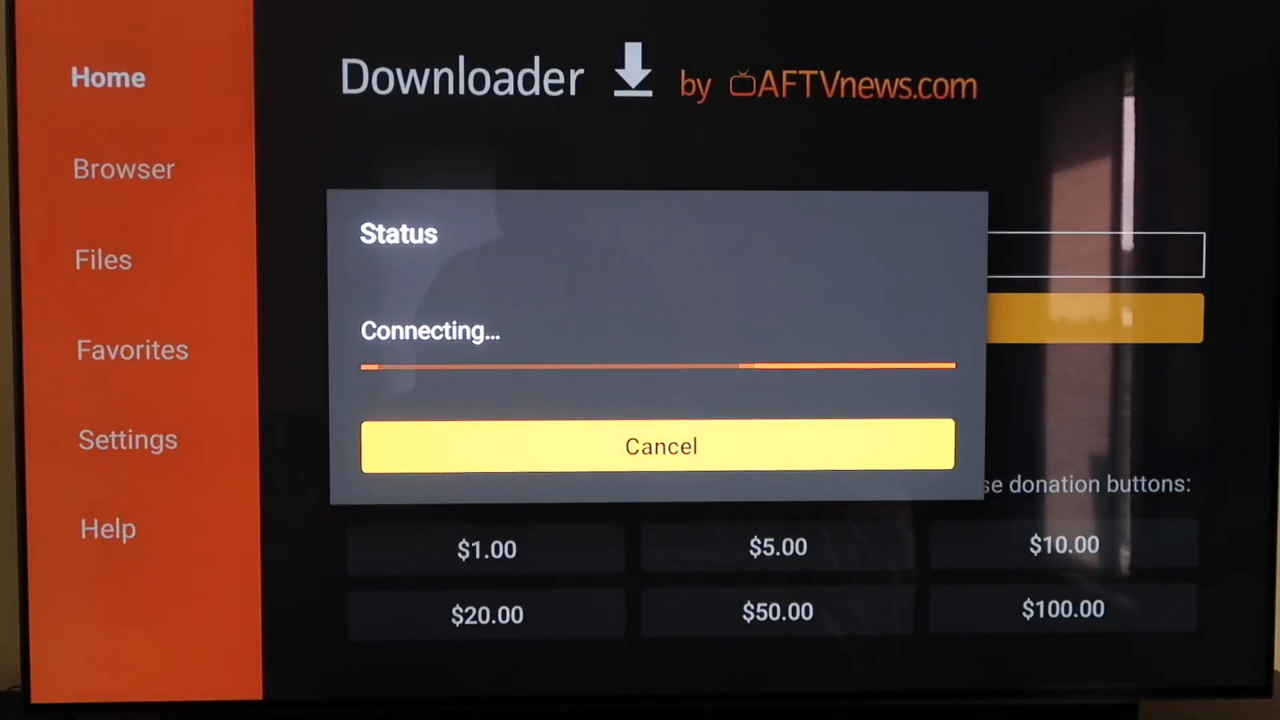 Home
Browser
Files
Favorites
Settings
Help
Downloader by AFTVnews.com
Status
Connecting...
Cancel
donation buttons:
$1.00
$5.00
$10.00
$20.00
$50.00
$100.00